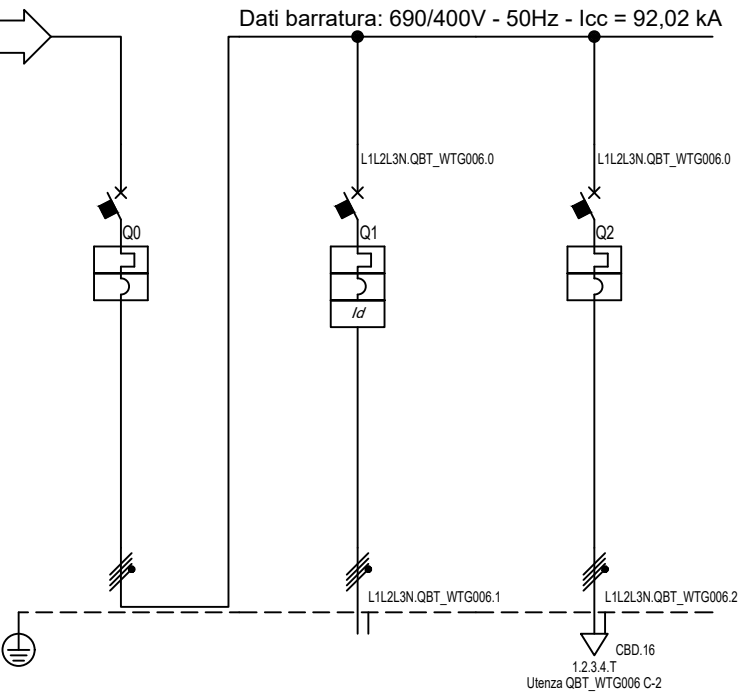 Dati barratura: 690/400V - 50Hz - Icc = 92,02 kA
L1L2L3N.QBT_WTG006.0
L1L2L3N.QBT_WTG006.0
Q0
Q1
Q2
Id
L1L2L3N.QBT_WTG006.1
L1L2L3N.QBT_WTG006.2
CBD.16
1.2.3.4.T
Utenza QBT_WTG006 C-2